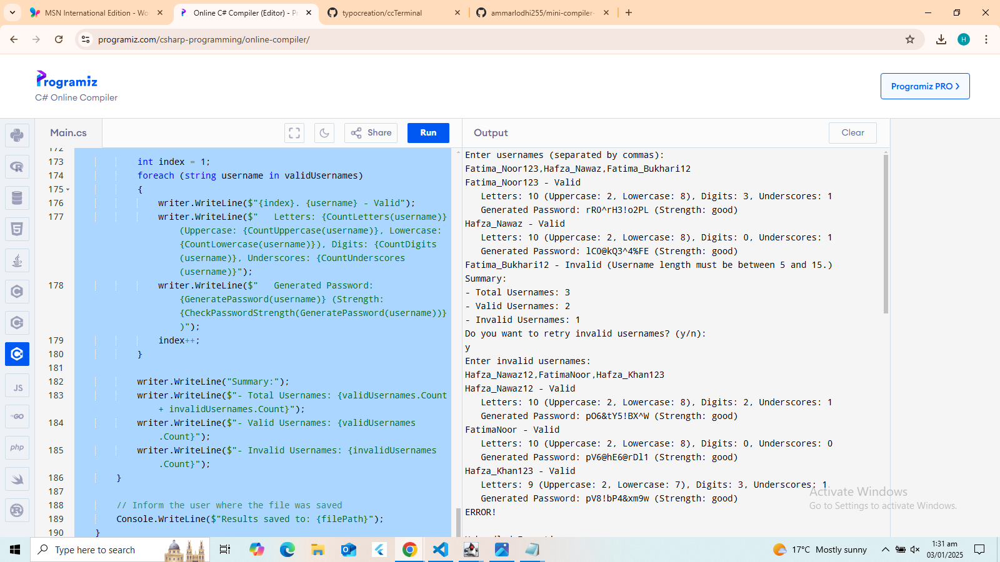 MSN International Edition - Wo
Online C# Compiler (Editor) - P
typocreation/ccTerminal
ammarlodhi255/mini-compiler-
programiz.com/csharp-programming/online-compiler/
H
Programiz
C# Online Compiler
Programiz PRO
Main.cs
Share
Run
Output
Clear
172
173 int index = 1;
174 foreach (string username in validUsernames)
175 {
176 writer.WriteLine($"{index}. {username} - Valid");
177 writer.WriteLine($"   Letters: {CountLetters(username)}
(Uppercase: {CountUppercase(username)}, Lowercase:
{CountLowercase(username)}), Digits: {CountDigits
(username)}, Underscores: {CountUnderscores
(username)}");
178 writer.WriteLine($"   Generated Password:
{GeneratePassword(username)} (Strength:
{CheckPasswordStrength(GeneratePassword(username))}
)");
179 index++;
180 }
181
182 writer.WriteLine("Summary:");
183 writer.WriteLine($"- Total Usernames: {validUsernames.Count
+ invalidUsernames.Count}");
184 writer.WriteLine($"- Valid Usernames: {validUsernames
.Count}");
185 writer.WriteLine($"- Invalid Usernames: {invalidUsernames
.Count}");
186 }
187
188 // Inform the user where the file was saved
189 Console.WriteLine($"Results saved to: {filePath}");
190 }
Enter usernames (separated by commas):
Fatima_Noor123,Hafza_Nawaz,Fatima_Bukhari12
Fatima_Noor123 - Valid
Letters: 10 (Uppercase: 2, Lowercase: 8), Digits: 3, Underscores: 1
Generated Password: rR0^rH3!o2PL (Strength: good)
Hafza_Nawaz - Valid
Letters: 10 (Uppercase: 2, Lowercase: 8), Digits: 0, Underscores: 1
Generated Password: lC0@kQ3^4%FE (Strength: good)
Fatima_Bukhari12 - Invalid (Username length must be between 5 and 15.)
Summary:
- Total Usernames: 3
- Valid Usernames: 2
- Invalid Usernames: 1
Do you want to retry invalid usernames? (y/n):
y
Enter invalid usernames:
Hafza_Nawaz12,FatimaNoor,Hafza_Khan123
Hafza_Nawaz12 - Valid
Letters: 10 (Uppercase: 2, Lowercase: 8), Digits: 2, Underscores: 1
Generated Password: pO6&tY5!BX^W (Strength: good)
FatimaNoor - Valid
Letters: 10 (Uppercase: 2, Lowercase: 8), Digits: 0, Underscores: 0
Generated Password: pV6@hE6@rDl1 (Strength: good)
Hafza_Khan123 - Valid
Letters: 9 (Uppercase: 2, Lowercase: 7), Digits: 3, Underscores: 1
Generated Password: pV8!bP4&xm9w (Strength: good)
ERROR!
JS
GO
php
Activate Windows
Go to Settings to activate Windows.
Type here to search
17°C Mostly sunny
1:31 am
03/01/2025